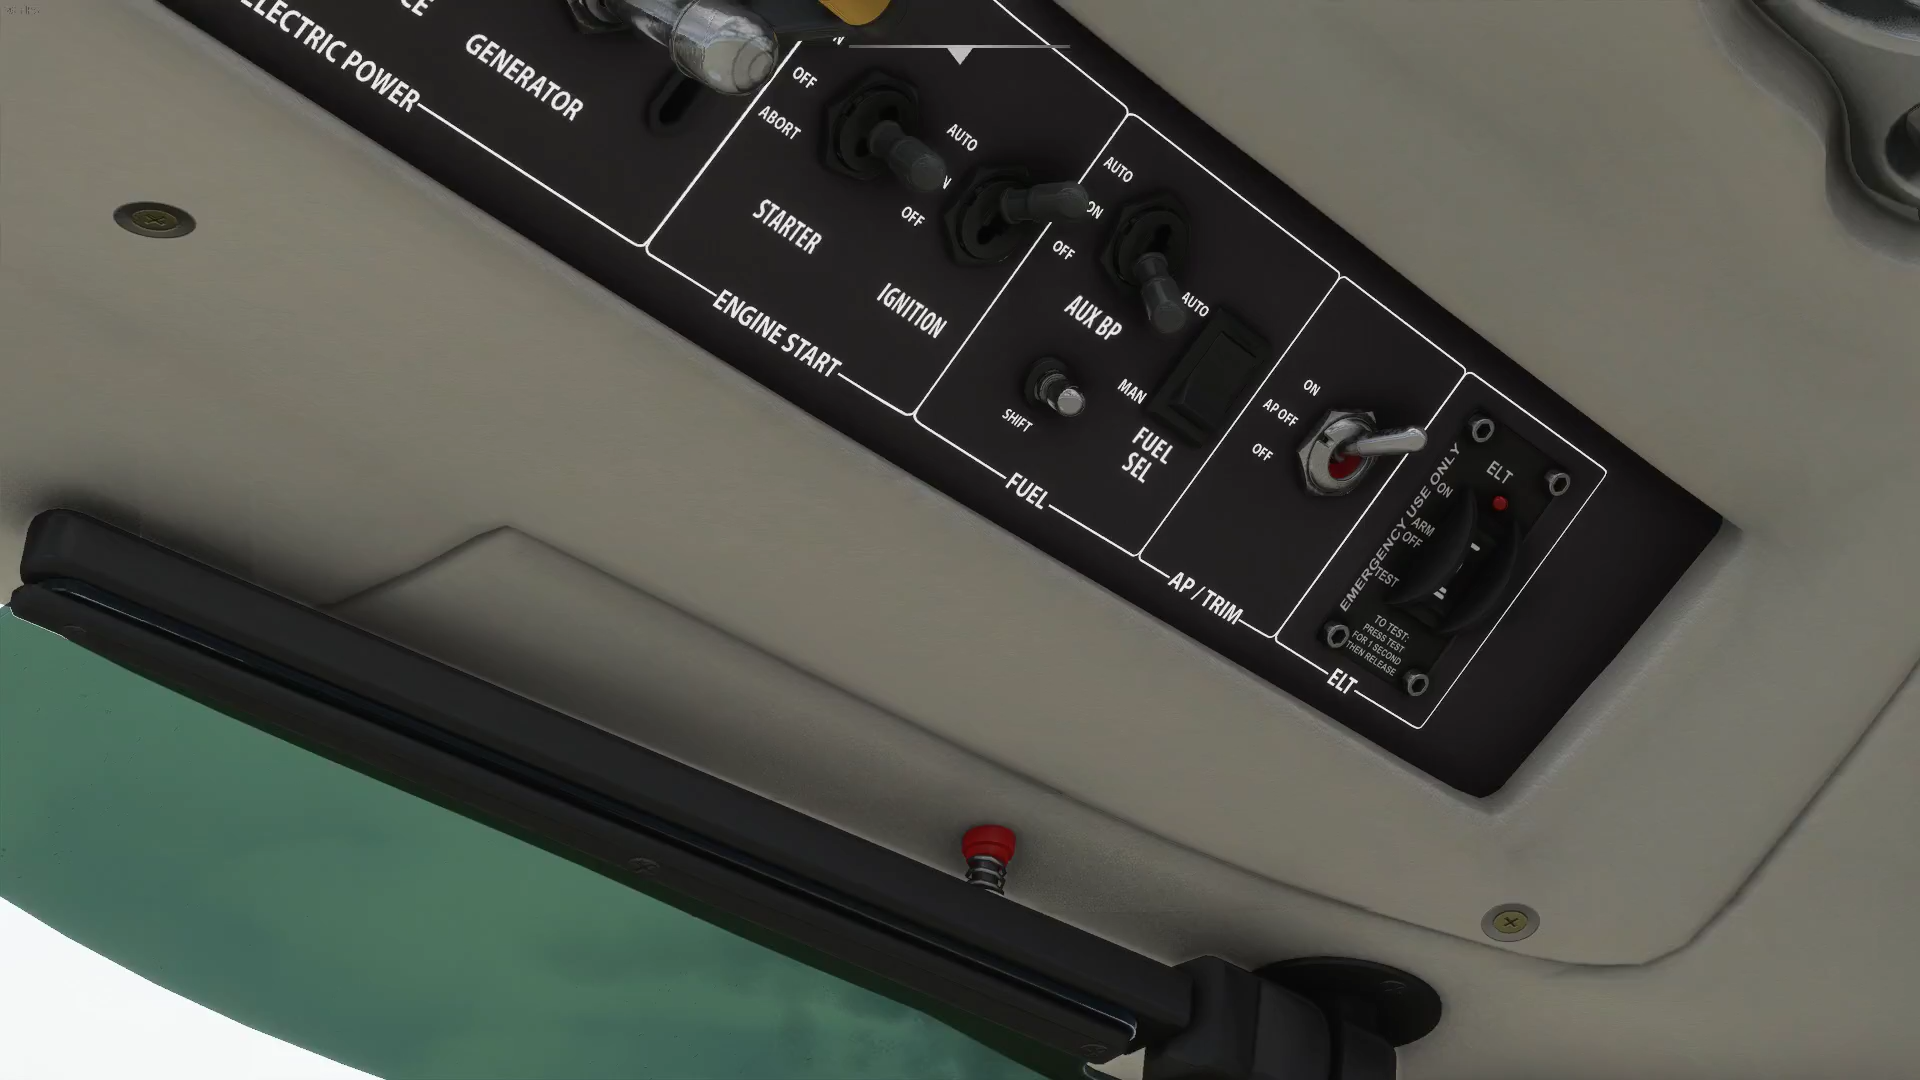 ELECTRIC POWER
GENERATOR
OFF
ABORT
STARTER
AUTO
OFF
IGNITION
ENGINE START
AUTO
ON
OFF
AUX BP
SHIFT
AUTO
MAN
FUEL
SEL
FUEL
ON
AP OFF
OFF
AP / TRIM
ELT
ON
ARM
OFF
TEST
EMERGENCY USE ONLY
TO TEST:
PRESS TEST
FOR 1 SECOND
THEN RELEASE
ELT